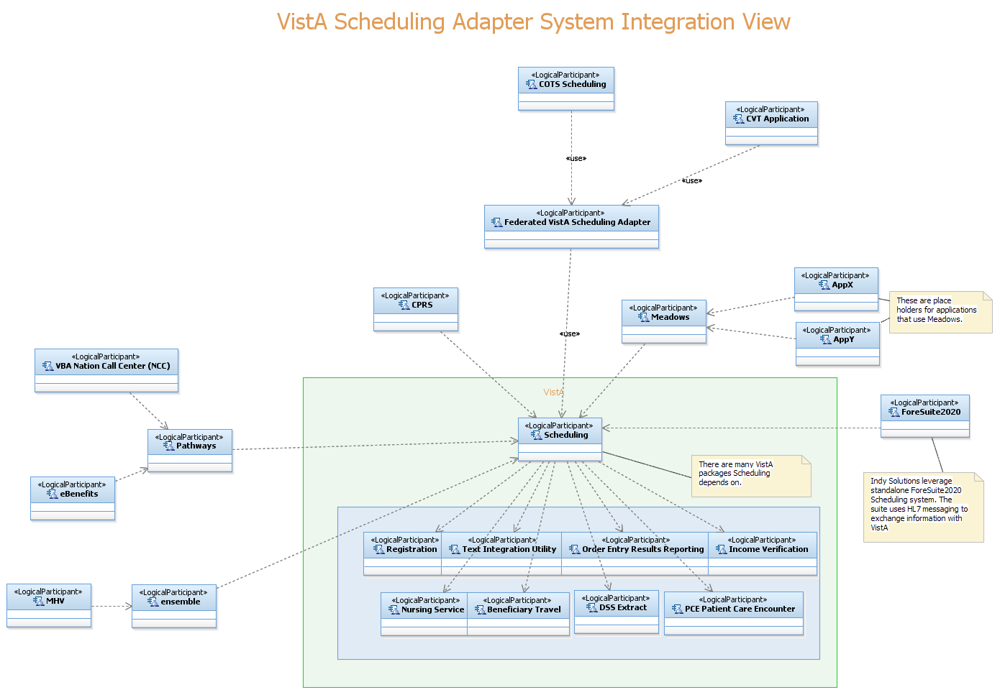 VistA Scheduling Adapter System Integration View
«LogicalParticipant»
COTS Scheduling
«LogicalParticipant»
CVT Application
«use»
«use»
«LogicalParticipant»
Federated VistA Scheduling Adapter
«LogicalParticipant»
CPRS
«LogicalParticipant»
Meadows
«LogicalParticipant»
AppX
«LogicalParticipant»
AppY
These are place
holders for applications
that use Meadows.
«use»
«LogicalParticipant»
VBA Nation Call Center (NCC)
«LogicalParticipant»
Pathways
«LogicalParticipant»
eBenefits
VistA
«LogicalParticipant»
Scheduling
«LogicalParticipant»
ForeSuite2020
There are many VistA
packages Scheduling
depends on.
Indy Solutions leverage
standalone ForeSuite2020
Scheduling system. The
suite uses HL7 messaging to
exchange information with
VistA
«LogicalParticipant»
Registration
«LogicalParticipant»
Text Integration Utility
«LogicalParticipant»
Order Entry Results Reporting
«LogicalParticipant»
Income Verification
«LogicalParticipant»
MHV
«LogicalParticipant»
ensemble
«LogicalParticipant»
Nursing Service
«LogicalParticipant»
Beneficiary Travel
«LogicalParticipant»
DSS Extract
«LogicalParticipant»
PCE Patient Care Encounter